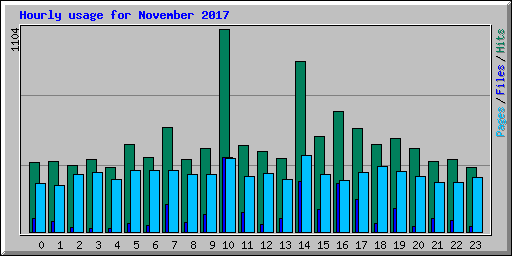 Hourly usage for November 2017
1104
Pages / Files / Hits
0 1 2 3 4 5 6 7 8 9 10 11 12 13 14 15 16 17 18 19 20 21 22 23